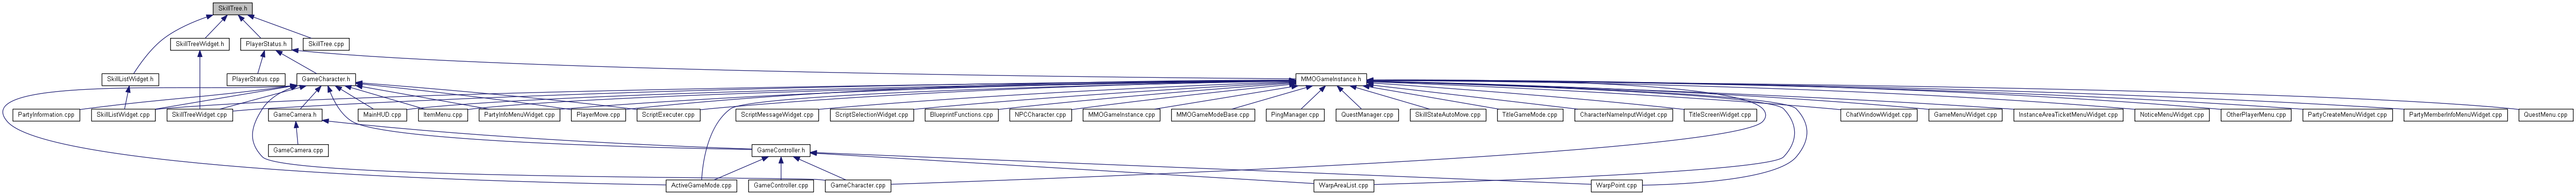 SkillTree.h
SkillTreeWidget.h
PlayerStatus.h
SkillTree.cpp
SkillListWidget.h
PlayerStatus.cpp
GameCharacter.h
MMOGameInstance.h
PartyInformation.cpp
SkillListWidget.cpp
SkillTreeWidget.cpp
GameCamera.h
MainHUD.cpp
ItemMenu.cpp
PartyInfoMenuWidget.cpp
PlayerMove.cpp
ScriptExecuter.cpp
ScriptMessageWidget.cpp
ScriptSelectionWidget.cpp
BlueprintFunctions.cpp
NPCCharacter.cpp
MMOGameInstance.cpp
MMOGameModeBase.cpp
PingManager.cpp
QuestManager.cpp
SkillStateAutoMove.cpp
TitleGameMode.cpp
CharacterNameInputWidget.cpp
TitleScreenWidget.cpp
ChatWindowWidget.cpp
GameMenuWidget.cpp
InstanceAreaTicketMenuWidget.cpp
NoticeMenuWidget.cpp
OtherPlayerMenu.cpp
PartyCreateMenuWidget.cpp
PartyMemberInfoMenuWidget.cpp
QuestMenu.cpp
GameCamera.cpp
GameController.h
ActiveGameMode.cpp
GameController.cpp
GameCharacter.cpp
WarpAreaList.cpp
WarpPoint.cpp